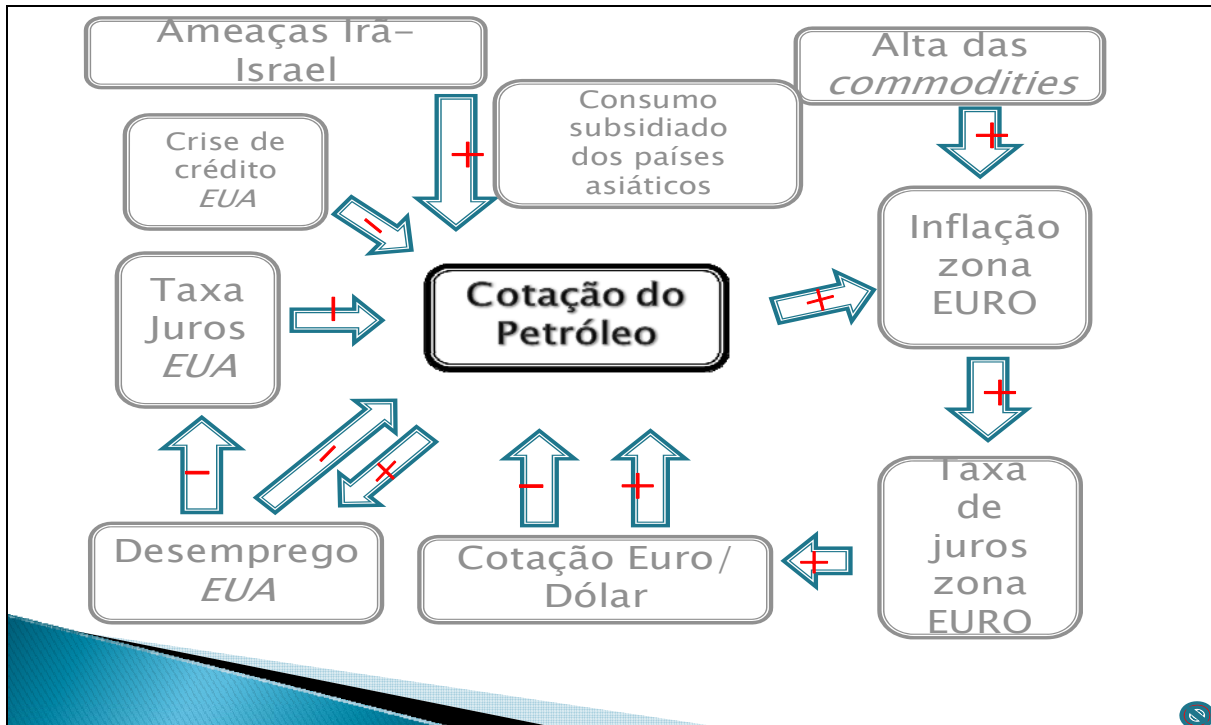 Ameaças Irã-
Israel
Alta das
commodities
Consumo
subsidiado
dos países
asiáticos
Crise de
crédito
EUA
+
+
−
Inflação
zona
EURO
Taxa
Juros
EUA
+
Cotação do
Petróleo
+
+
−
−
+
−
+
Taxa
de
juros
zona
EURO
Desemprego
EUA
Cotação Euro/
Dólar
+